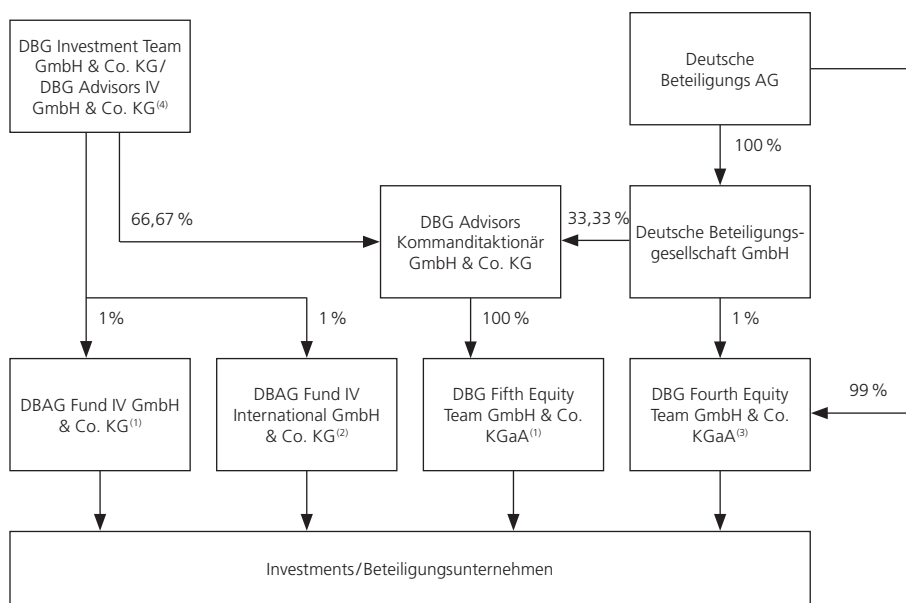 DBG Investment Team
GmbH & Co. KG/
DBG Advisors IV
GmbH & Co. KG(4)
Deutsche
Beteiligungs AG
100 %
66,67 %
DBG Advisors
Kommanditaktionär
GmbH & Co. KG
33,33 %
Deutsche Beteiligungs-
gesellschaft GmbH
1 %
1 %
100 %
1 %
DBAG Fund IV GmbH
& Co. KG(1)
DBAG Fund IV
International GmbH
& Co. KG(2)
DBG Fifth Equity
Team GmbH & Co.
KGaA(1)
DBG Fourth Equity
Team GmbH & Co.
KGaA(3)
99 %
Investments/Beteiligungsunternehmen